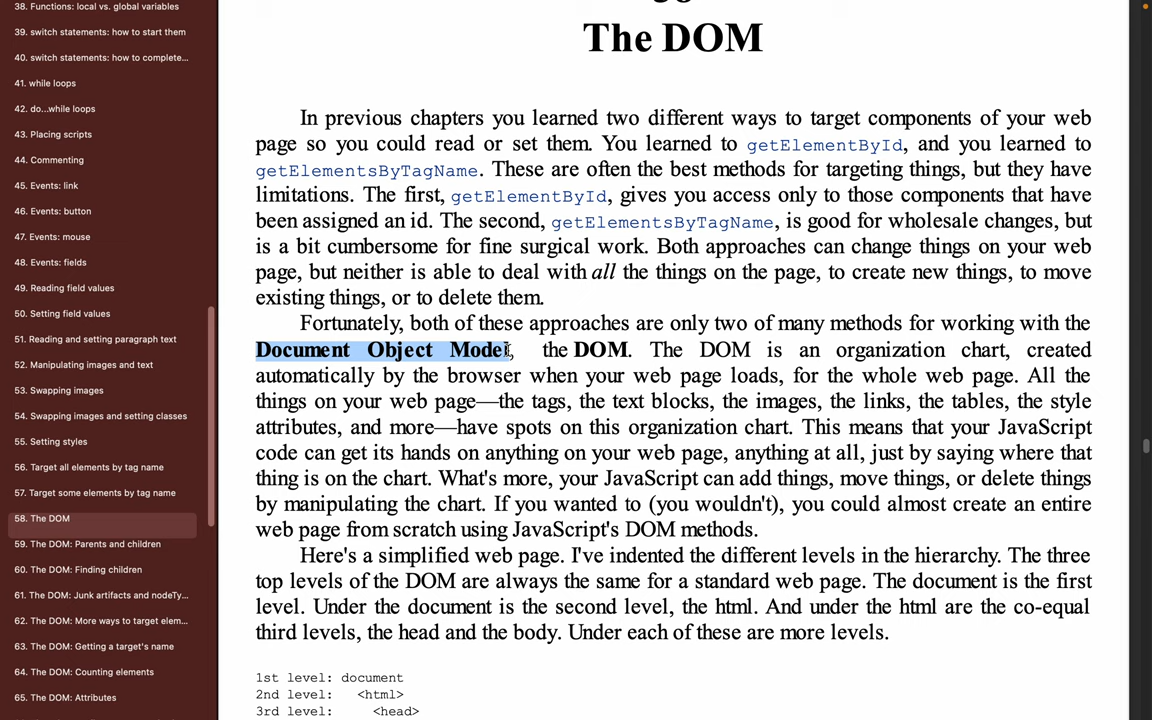 38. Functions: local vs. global variables
39. switch statements: how to start them
40. switch statements: how to complete...
41. while loops
42. do...while loops
43. Placing scripts
44. Commenting
45. Events: link
46. Events: button
47. Events: mouse
48. Events: fields
49. Reading field values
50. Setting field values
51. Reading and setting paragraph text
52. Manipulating images and text
53. Swapping images
54. Swapping images and setting classes
55. Setting styles
56. Target all elements by tag name
57. Target some elements by tag name
58. The DOM
59. The DOM: Parents and children
60. The DOM: Finding children
61. The DOM: Junk artifacts and nodeTy...
62. The DOM: More ways to target elem...
63. The DOM: Getting a target's name
64. The DOM: Counting elements
65. The DOM: Attributes
The DOM
In previous chapters you learned two different ways to target components of your web
page so you could read or set them. You learned to getElementById, and you learned to
getElementsByTagName. These are often the best methods for targeting things, but they have
limitations. The first, getElementById, gives you access only to those components that have
been assigned an id. The second, getElementsByTagName, is good for wholesale changes, but
is a bit cumbersome for fine surgical work. Both approaches can change things on your web
page, but neither is able to deal with all the things on the page, to create new things, to move
existing things, or to delete them.
Fortunately, both of these approaches are only two of many methods for working with the
Document Object Model, the DOM. The DOM is an organization chart, created
automatically by the browser when your web page loads, for the whole web page. All the
things on your web page—the tags, the text blocks, the images, the links, the tables, the style
attributes, and more—have spots on this organization chart. This means that your JavaScript
code can get its hands on anything on your web page, anything at all, just by saying where that
thing is on the chart. What's more, your JavaScript can add things, move things, or delete things
by manipulating the chart. If you wanted to (you wouldn't), you could almost create an entire
web page from scratch using JavaScript's DOM methods.
Here's a simplified web page. I've indented the different levels in the hierarchy. The three
top levels of the DOM are always the same for a standard web page. The document is the first
level. Under the document is the second level, the html. And under the html are the co-equal
third levels, the head and the body. Under each of these are more levels.
1st level: document
2nd level: <html>
3rd level: <head>